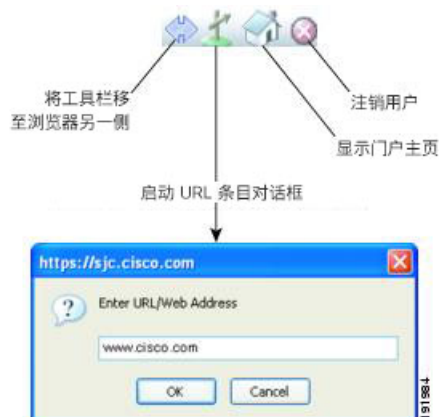 将工具栏移
至浏览器另一侧
注销用户
显示门户主页
启动 URL 条目对话框
https://sjc.cisco.com
Enter URL/Web Address
www.cisco.com
OK
Cancel
191984